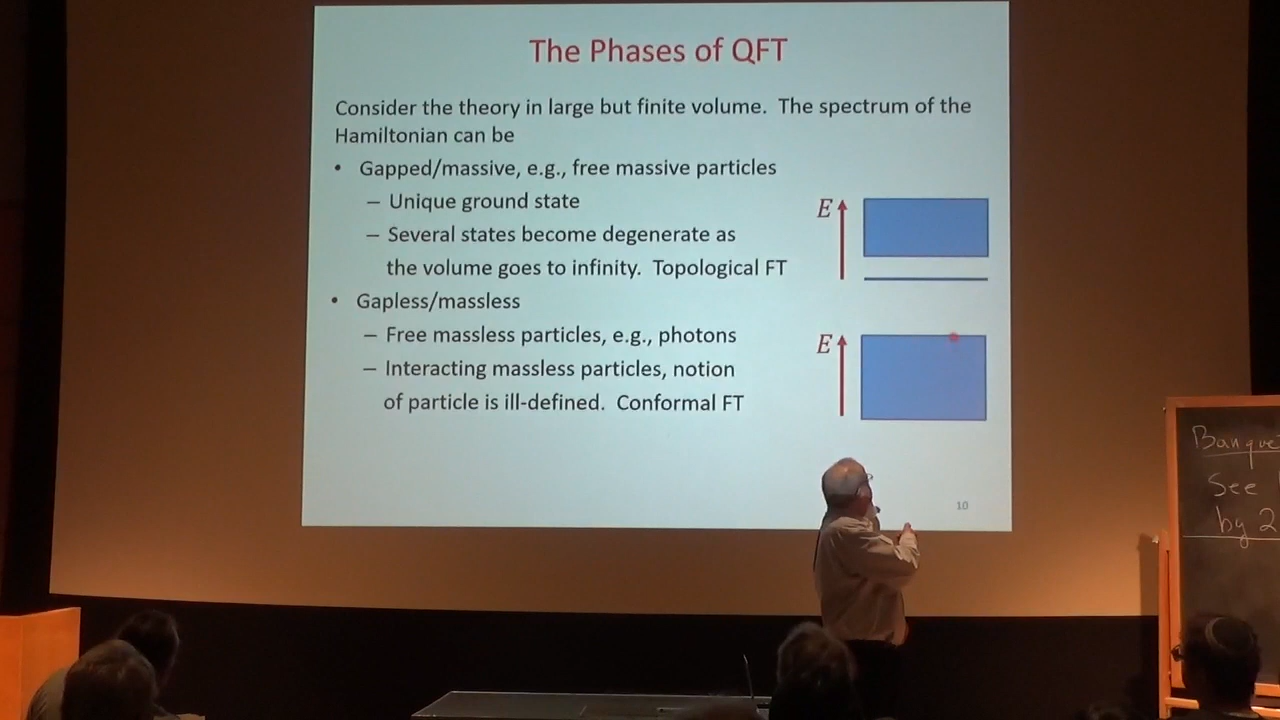 The Phases of QFT
Consider the theory in large but finite volume. The spectrum of the
Hamiltonian can be
• Gapped/massive, e.g., free massive particles
– Unique ground state
– Several states become degenerate as
the volume goes to infinity. Topological FT
E
• Gapless/massless
– Free massless particles, e.g., photons
– Interacting massless particles, notion
of particle is ill-defined. Conformal FT
E
10
See
by 2